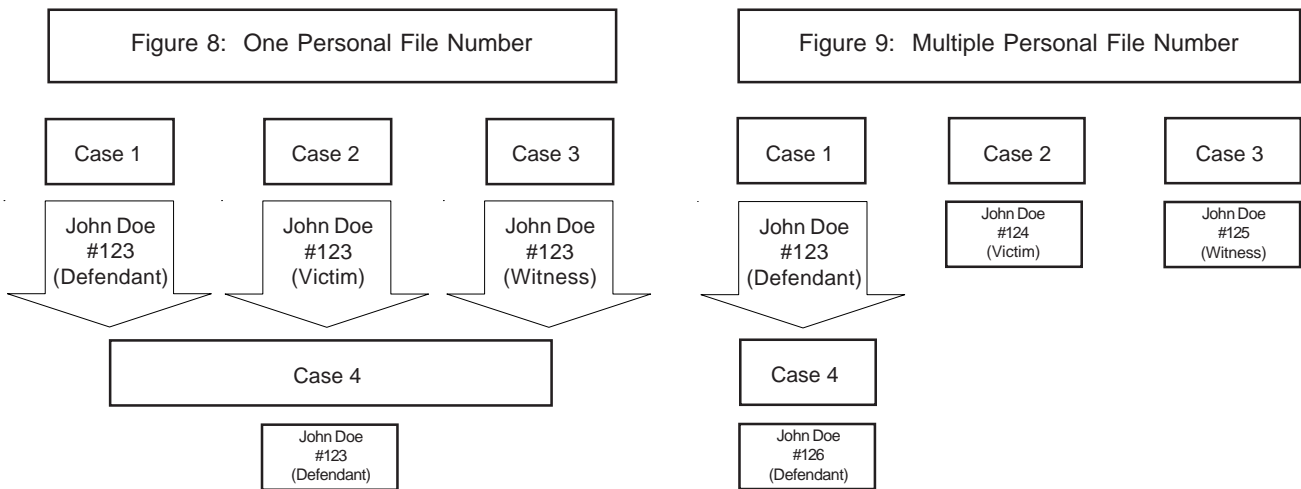 Figure 8: One Personal File Number
Case 1
Case 2
Case 3
John Doe
#123
(Defendant)
John Doe
#123
(Victim)
John Doe
#123
(Witness)
Case 4
John Doe
#123
(Defendant)
Figure 9: Multiple Personal File Number
Case 1
Case 2
Case 3
John Doe
#123
(Defendant)
John Doe
#124
(Victim)
John Doe
#125
(Witness)
Case 4
John Doe
#126
(Defendant)